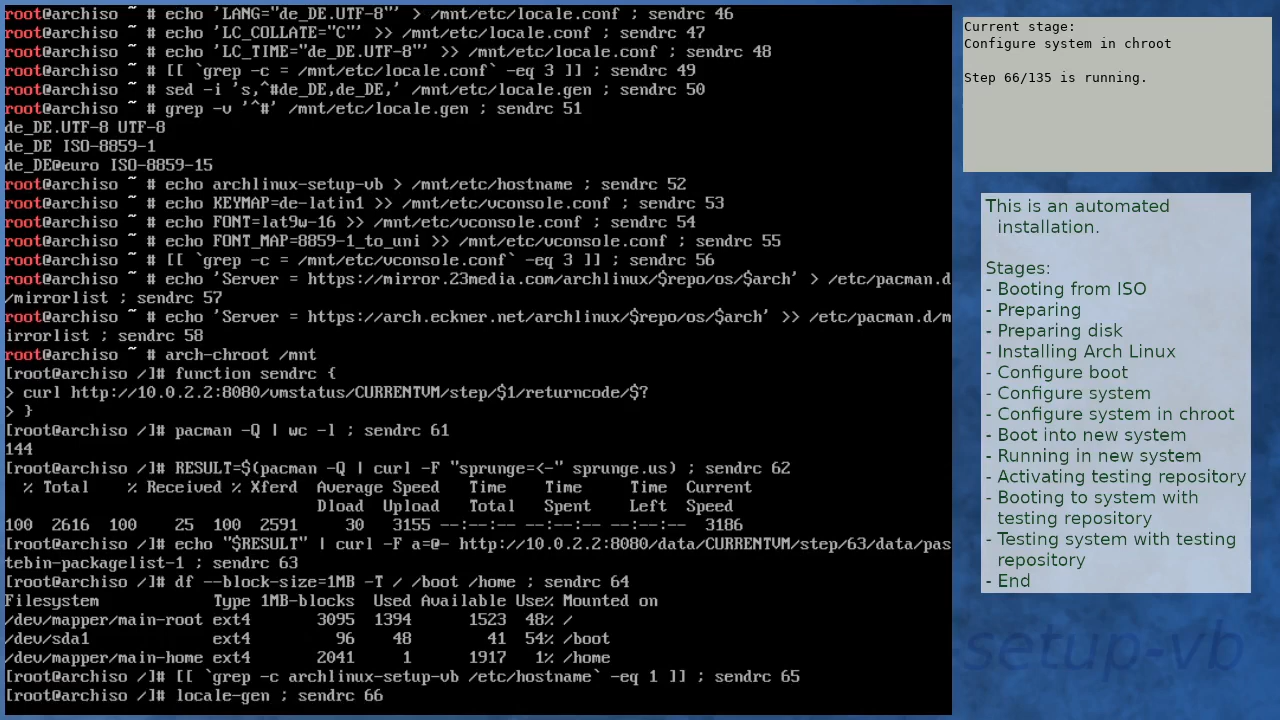 root@archiso ~ # echo 'LANG="de_DE.UTF-8"' > /mnt/etc/locale.conf ; sendrc 46
root@archiso ~ # echo 'LC_COLLATE="C"' >> /mnt/etc/locale.conf ; sendrc 47
root@archiso ~ # echo 'LC_TIME="de_DE.UTF-8"' >> /mnt/etc/locale.conf ; sendrc 48
root@archiso ~ # [[ `grep -c = /mnt/etc/locale.conf` -eq 3 ]] ; sendrc 49
root@archiso ~ # sed -i 's,^#de_DE,de_DE,' /mnt/etc/locale.gen ; sendrc 50
root@archiso ~ # grep -v '^#' /mnt/etc/locale.gen ; sendrc 51
de_DE.UTF-8 UTF-8
de_DE ISO-8859-1
de_DE@euro ISO-8859-15
root@archiso ~ # echo archlinux-setup-vb > /mnt/etc/hostname ; sendrc 52
root@archiso ~ # echo KEYMAP=de-latin1 >> /mnt/etc/vconsole.conf ; sendrc 53
root@archiso ~ # echo FONT=lat9w-16 >> /mnt/etc/vconsole.conf ; sendrc 54
root@archiso ~ # echo FONT_MAP=8859-1_to_uni >> /mnt/etc/vconsole.conf ; sendrc 55
root@archiso ~ # [[ `grep -c = /mnt/etc/vconsole.conf` -eq 3 ]] ; sendrc 56
root@archiso ~ # echo 'Server = https://mirror.23media.com/archlinux/$repo/os/$arch' > /etc/pacman.d
/mirrorlist ; sendrc 57
root@archiso ~ # echo 'Server = https://arch.eckner.net/archlinux/$repo/os/$arch' >> /etc/pacman.d/m
irrorlist ; sendrc 58
root@archiso ~ # arch-chroot /mnt
[root@archiso /]# function sendrc {
> curl http://10.0.2.2:8080/vmstatus/CURRENTVM/step/$1/returncode/$?
> }
[root@archiso /]# pacman -Q | wc -l ; sendrc 61
144
[root@archiso /]# RESULT=$(pacman -Q | curl -F "sprunge=<-" sprunge.us) ; sendrc 62
% Total    % Received % Xferd  Average Speed   Time    Time     Time  Current
Dload  Upload   Total   Spent    Left  Speed
100  2616  100    25  100  2591     30   3155 --:--:-- --:--:-- --:--:--  3186
[root@archiso /]# echo "$RESULT" | curl -F a=@- http://10.0.2.2:8080/data/CURRENTVM/step/63/data/pas
tebin-packagelist-1 ; sendrc 63
[root@archiso /]# df --block-size=1MB -T / /boot /home ; sendrc 64
Filesystem            Type 1MB-blocks  Used Available Use% Mounted on
/dev/mapper/main-root ext4       3095  1394      1523  48% /
/dev/sda1             ext4         96    48        41  54% /boot
/dev/mapper/main-home ext4       2041     1      1917   1% /home
[root@archiso /]# [[ `grep -c archlinux-setup-vb /etc/hostname` -eq 1 ]] ; sendrc 65
[root@archiso /]# locale-gen ; sendrc 66
Current stage:
Configure system in chroot
Step 66/135 is running.
This is an automated
installation.
Stages:
- Booting from ISO
- Preparing
- Preparing disk
- Installing Arch Linux
- Configure boot
- Configure system
- Configure system in chroot
- Boot into new system
- Running in new system
- Activating testing repository
- Booting to system with
testing repository
- Testing system with testing
repository
- End
-setup-vb